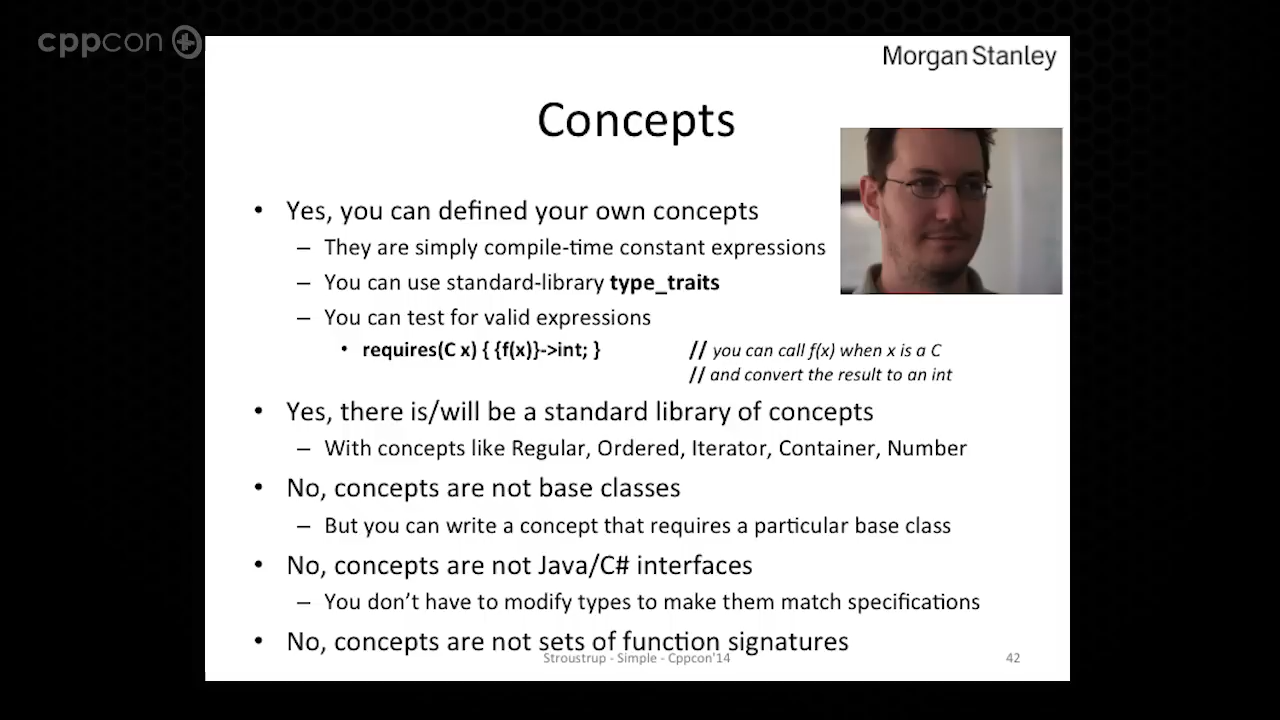 cppcon
Morgan Stanley
Concepts
• Yes, you can defined your own concepts
– They are simply compile-time constant expressions
– You can use standard-library type_traits
– You can test for valid expressions
• requires(C x) { {f(x)}->int; } // you can call f(x) when x is a C
// and convert the result to an int
• Yes, there is/will be a standard library of concepts
– With concepts like Regular, Ordered, Iterator, Container, Number
• No, concepts are not base classes
– But you can write a concept that requires a particular base class
• No, concepts are not Java/C# interfaces
– You don’t have to modify types to make them match specifications
• No, concepts are not sets of function signatures
Stroustrup - Simple - Cppcon'14
42